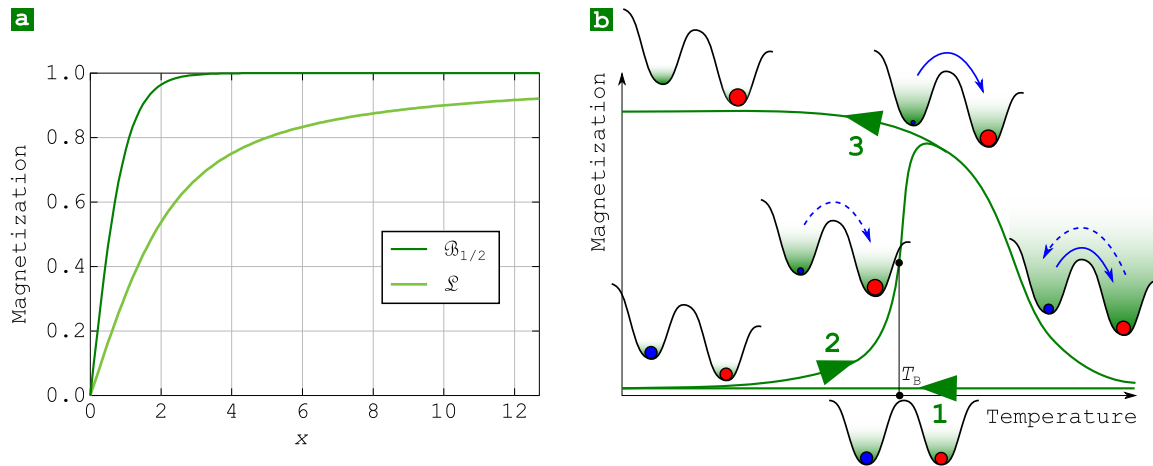 a
Magnetization
1.0
0.8
0.6
0.4
0.2
0.0
0 2 4 6 8 10 12
x
ℬ1/2
ℒ
b
Magnetization
3
2
TB
1
Temperature